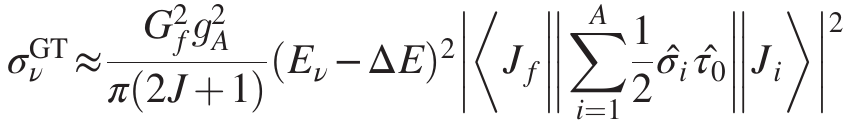 σ_ν^GT ≈ G_f^2 g_A^2 / π(2J + 1) (E_ν − ΔE)^2 |⟨J_f‖∑_{i=1}^A 1/2 σ̂_i τ̂_0‖J_i⟩|^2